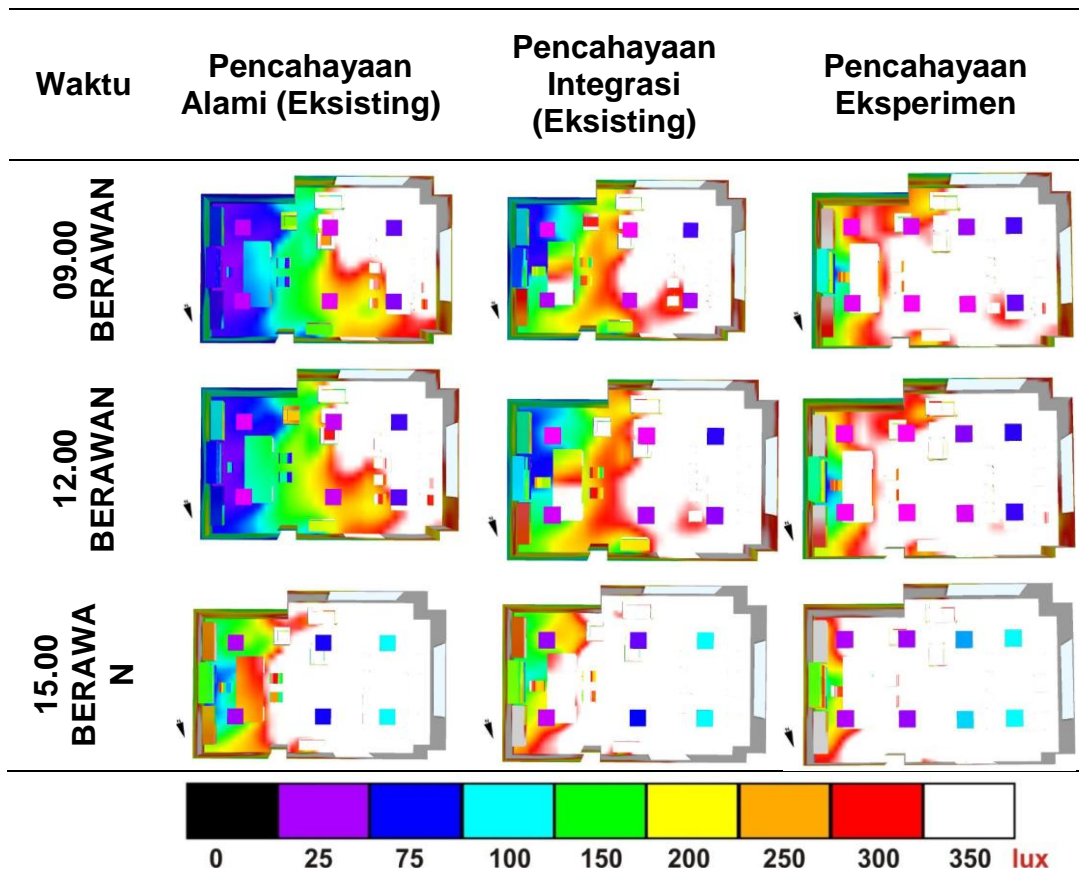 Waktu
Pencahayaan
Alami (Eksisting)
Pencahayaan
Integrasi
(Eksisting)
Pencahayaan
Eksperimen
09.00
BERAWAN
12.00
BERAWAN
15.00
BERAWA
N
0 25 75 100 150 200 250 300 350 lux